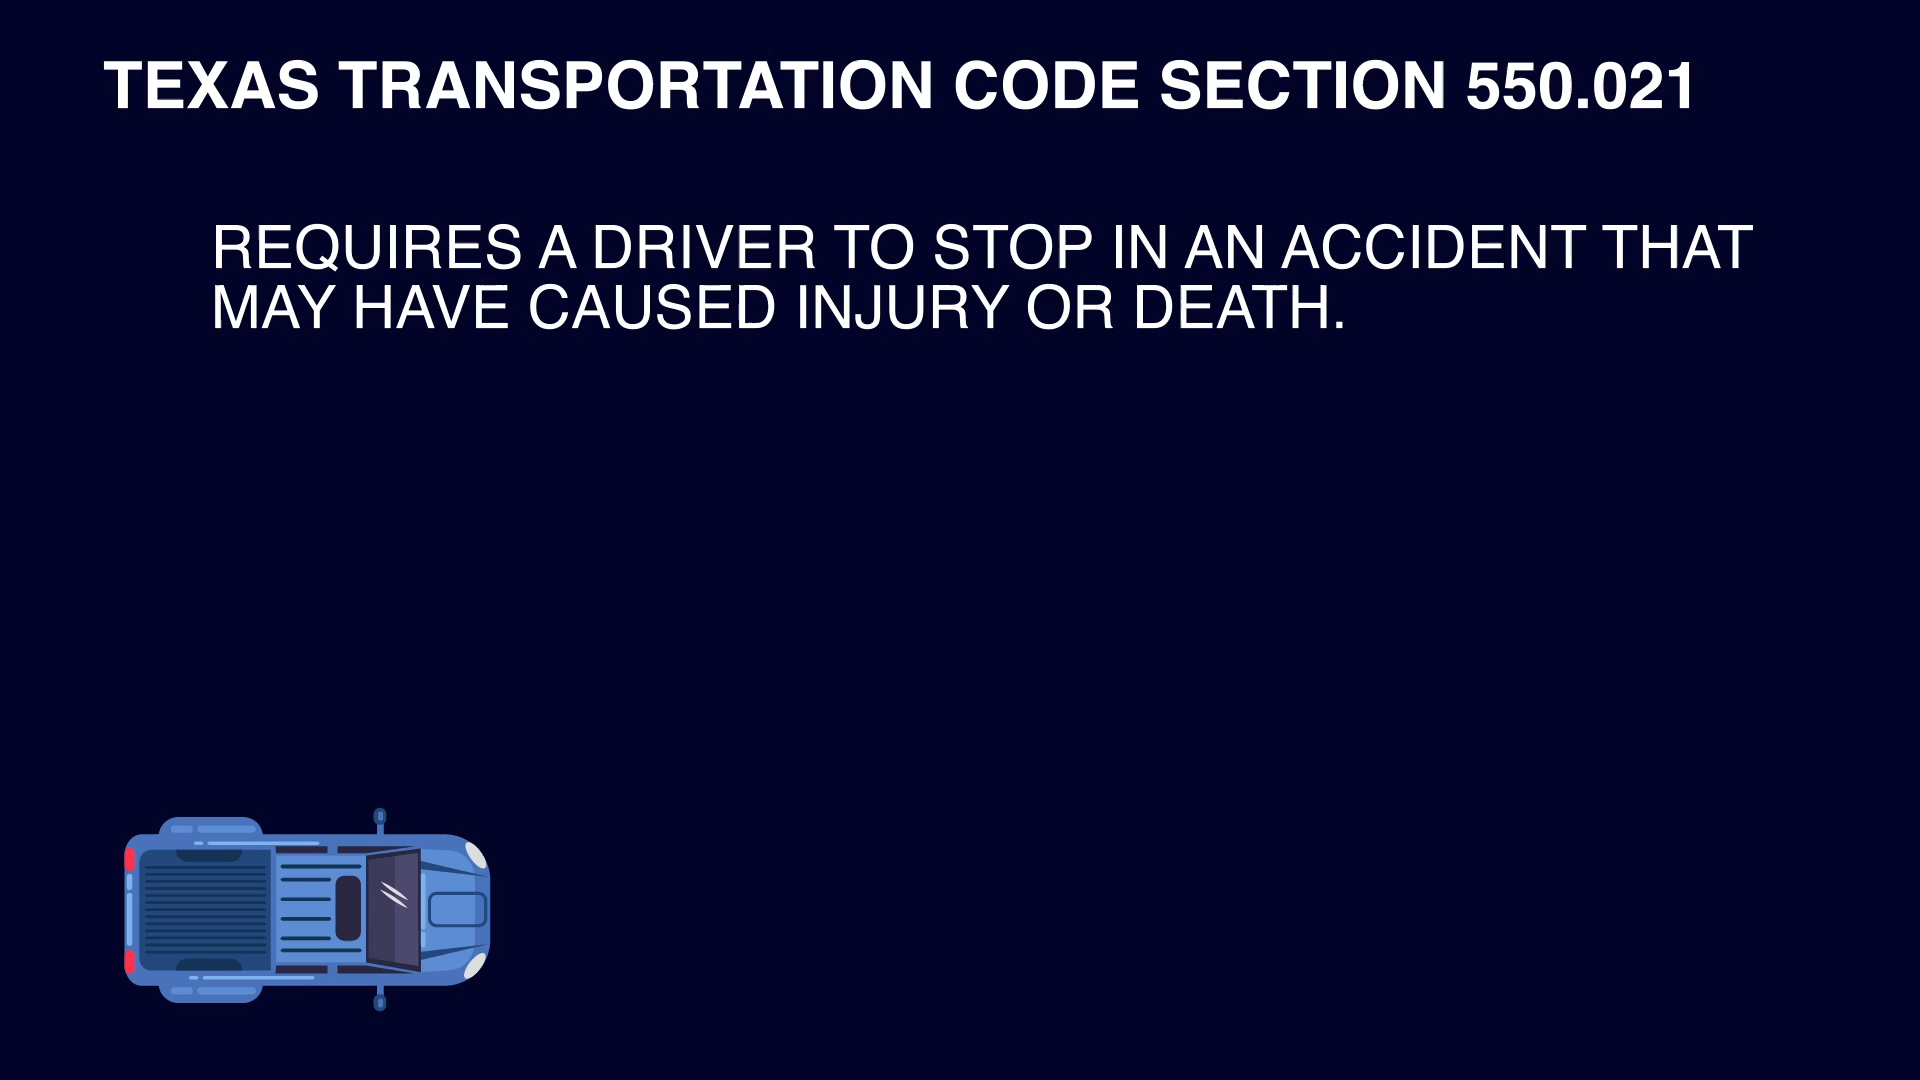 TEXAS TRANSPORTATION CODE SECTION 550.021
REQUIRES A DRIVER TO STOP IN AN ACCIDENT THAT
MAY HAVE CAUSED INJURY OR DEATH.